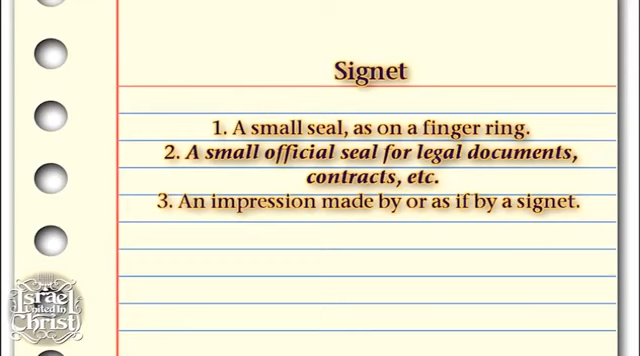 Signet
1. A small seal, as on a finger ring.
2. A small official seal for legal documents,
contracts, etc.
3. An impression made by or as if by a signet.
Israel
United In
Christ